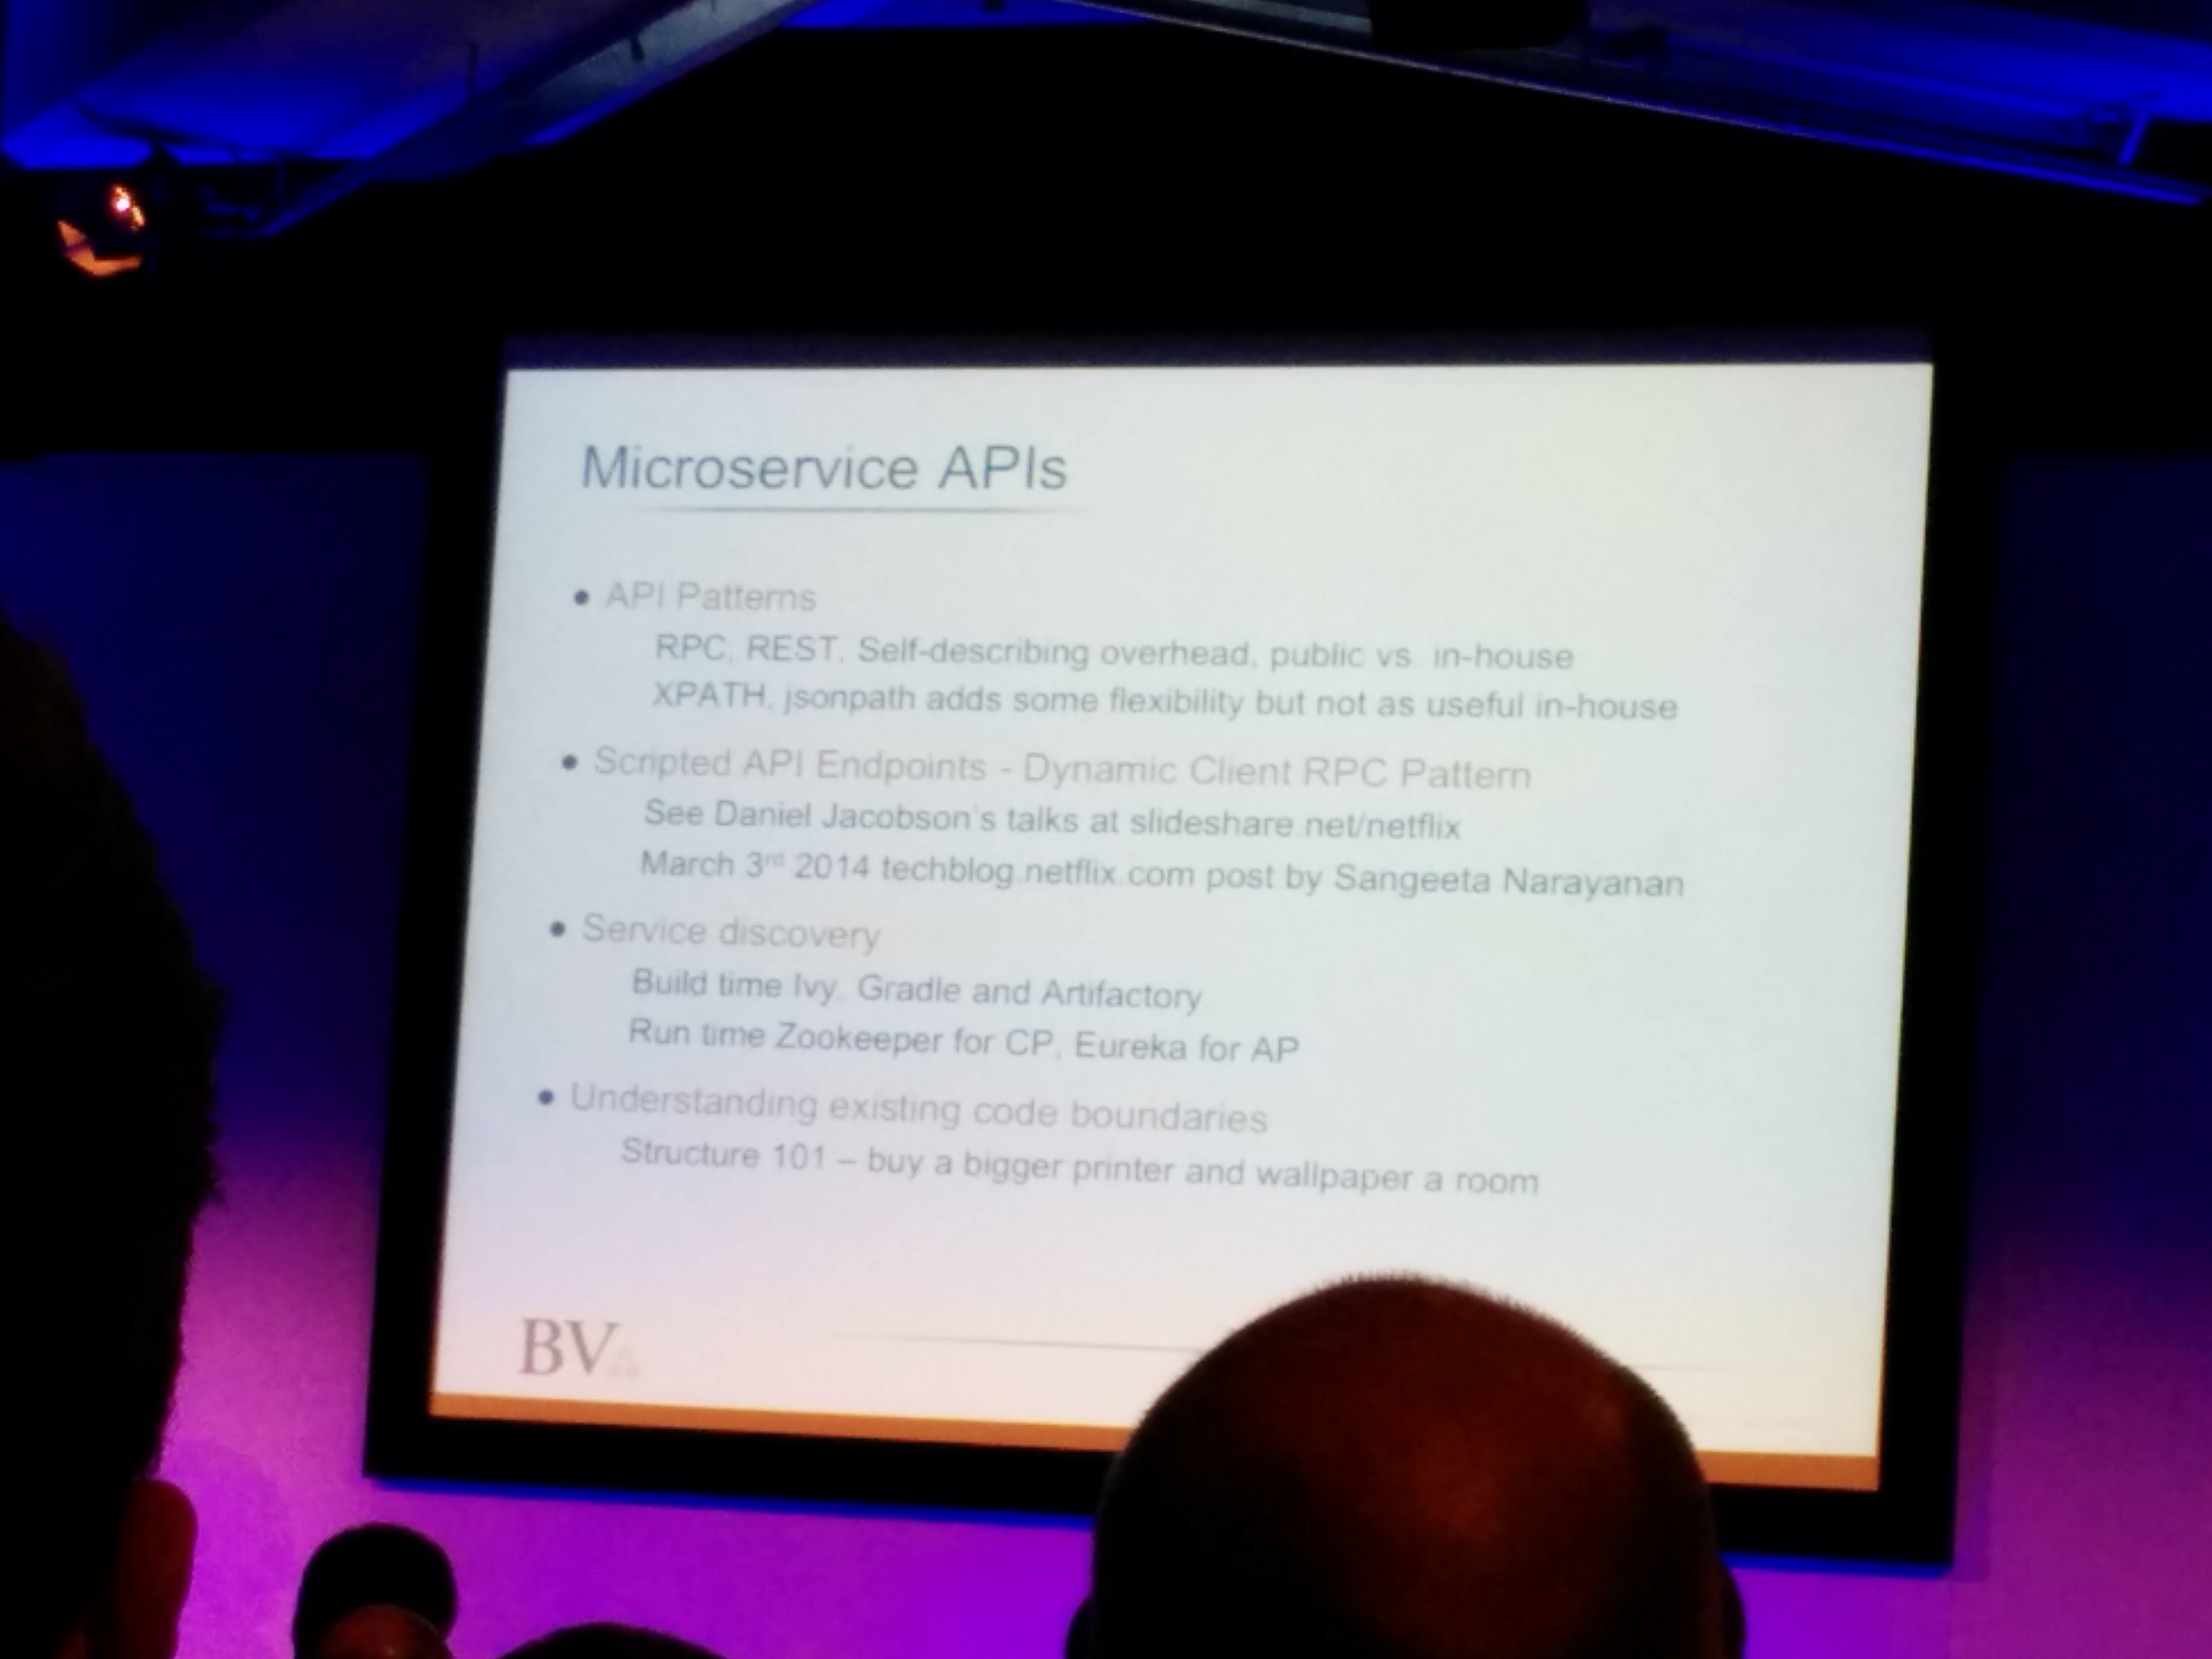 Microservice APIs
• API Patterns
RPC, REST, Self-describing overhead, public vs. in-house
XPATH, jsonpath adds some flexibility but not as useful in-house
• Scripted API Endpoints - Dynamic Client RPC Pattern
See Daniel Jacobson's talks at slideshare.net/netflix
March 3rd 2014 techblog.netflix.com post by Sangeeta Narayanan
• Service discovery
Build time Ivy, Gradle and Artifactory
Run time Zookeeper for CP, Eureka for AP
• Understanding existing code boundaries
Structure 101 – buy a bigger printer and wallpaper a room
BV